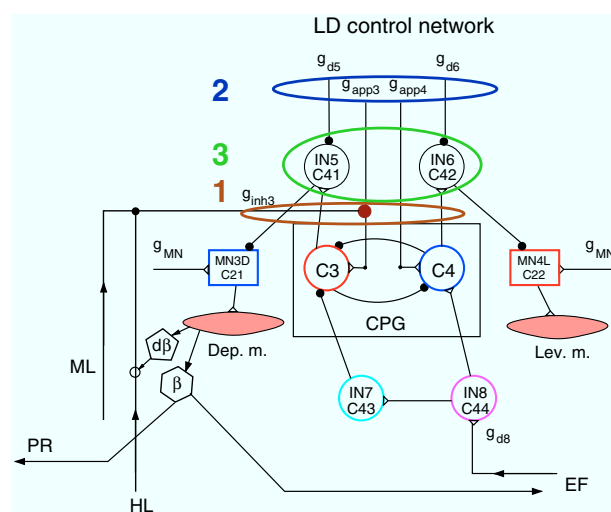 LD control network
g_d5
g_d6
2
g_app3
g_app4
3
IN5
C41
IN6
C42
1
g_inh3
g_MN
MN3D
C21
C3
C4
MN4L
C22
g_MN
CPG
dβ
Dep. m.
Lev. m.
ML
β
IN7
C43
IN8
C44
g_d8
PR
EF
HL